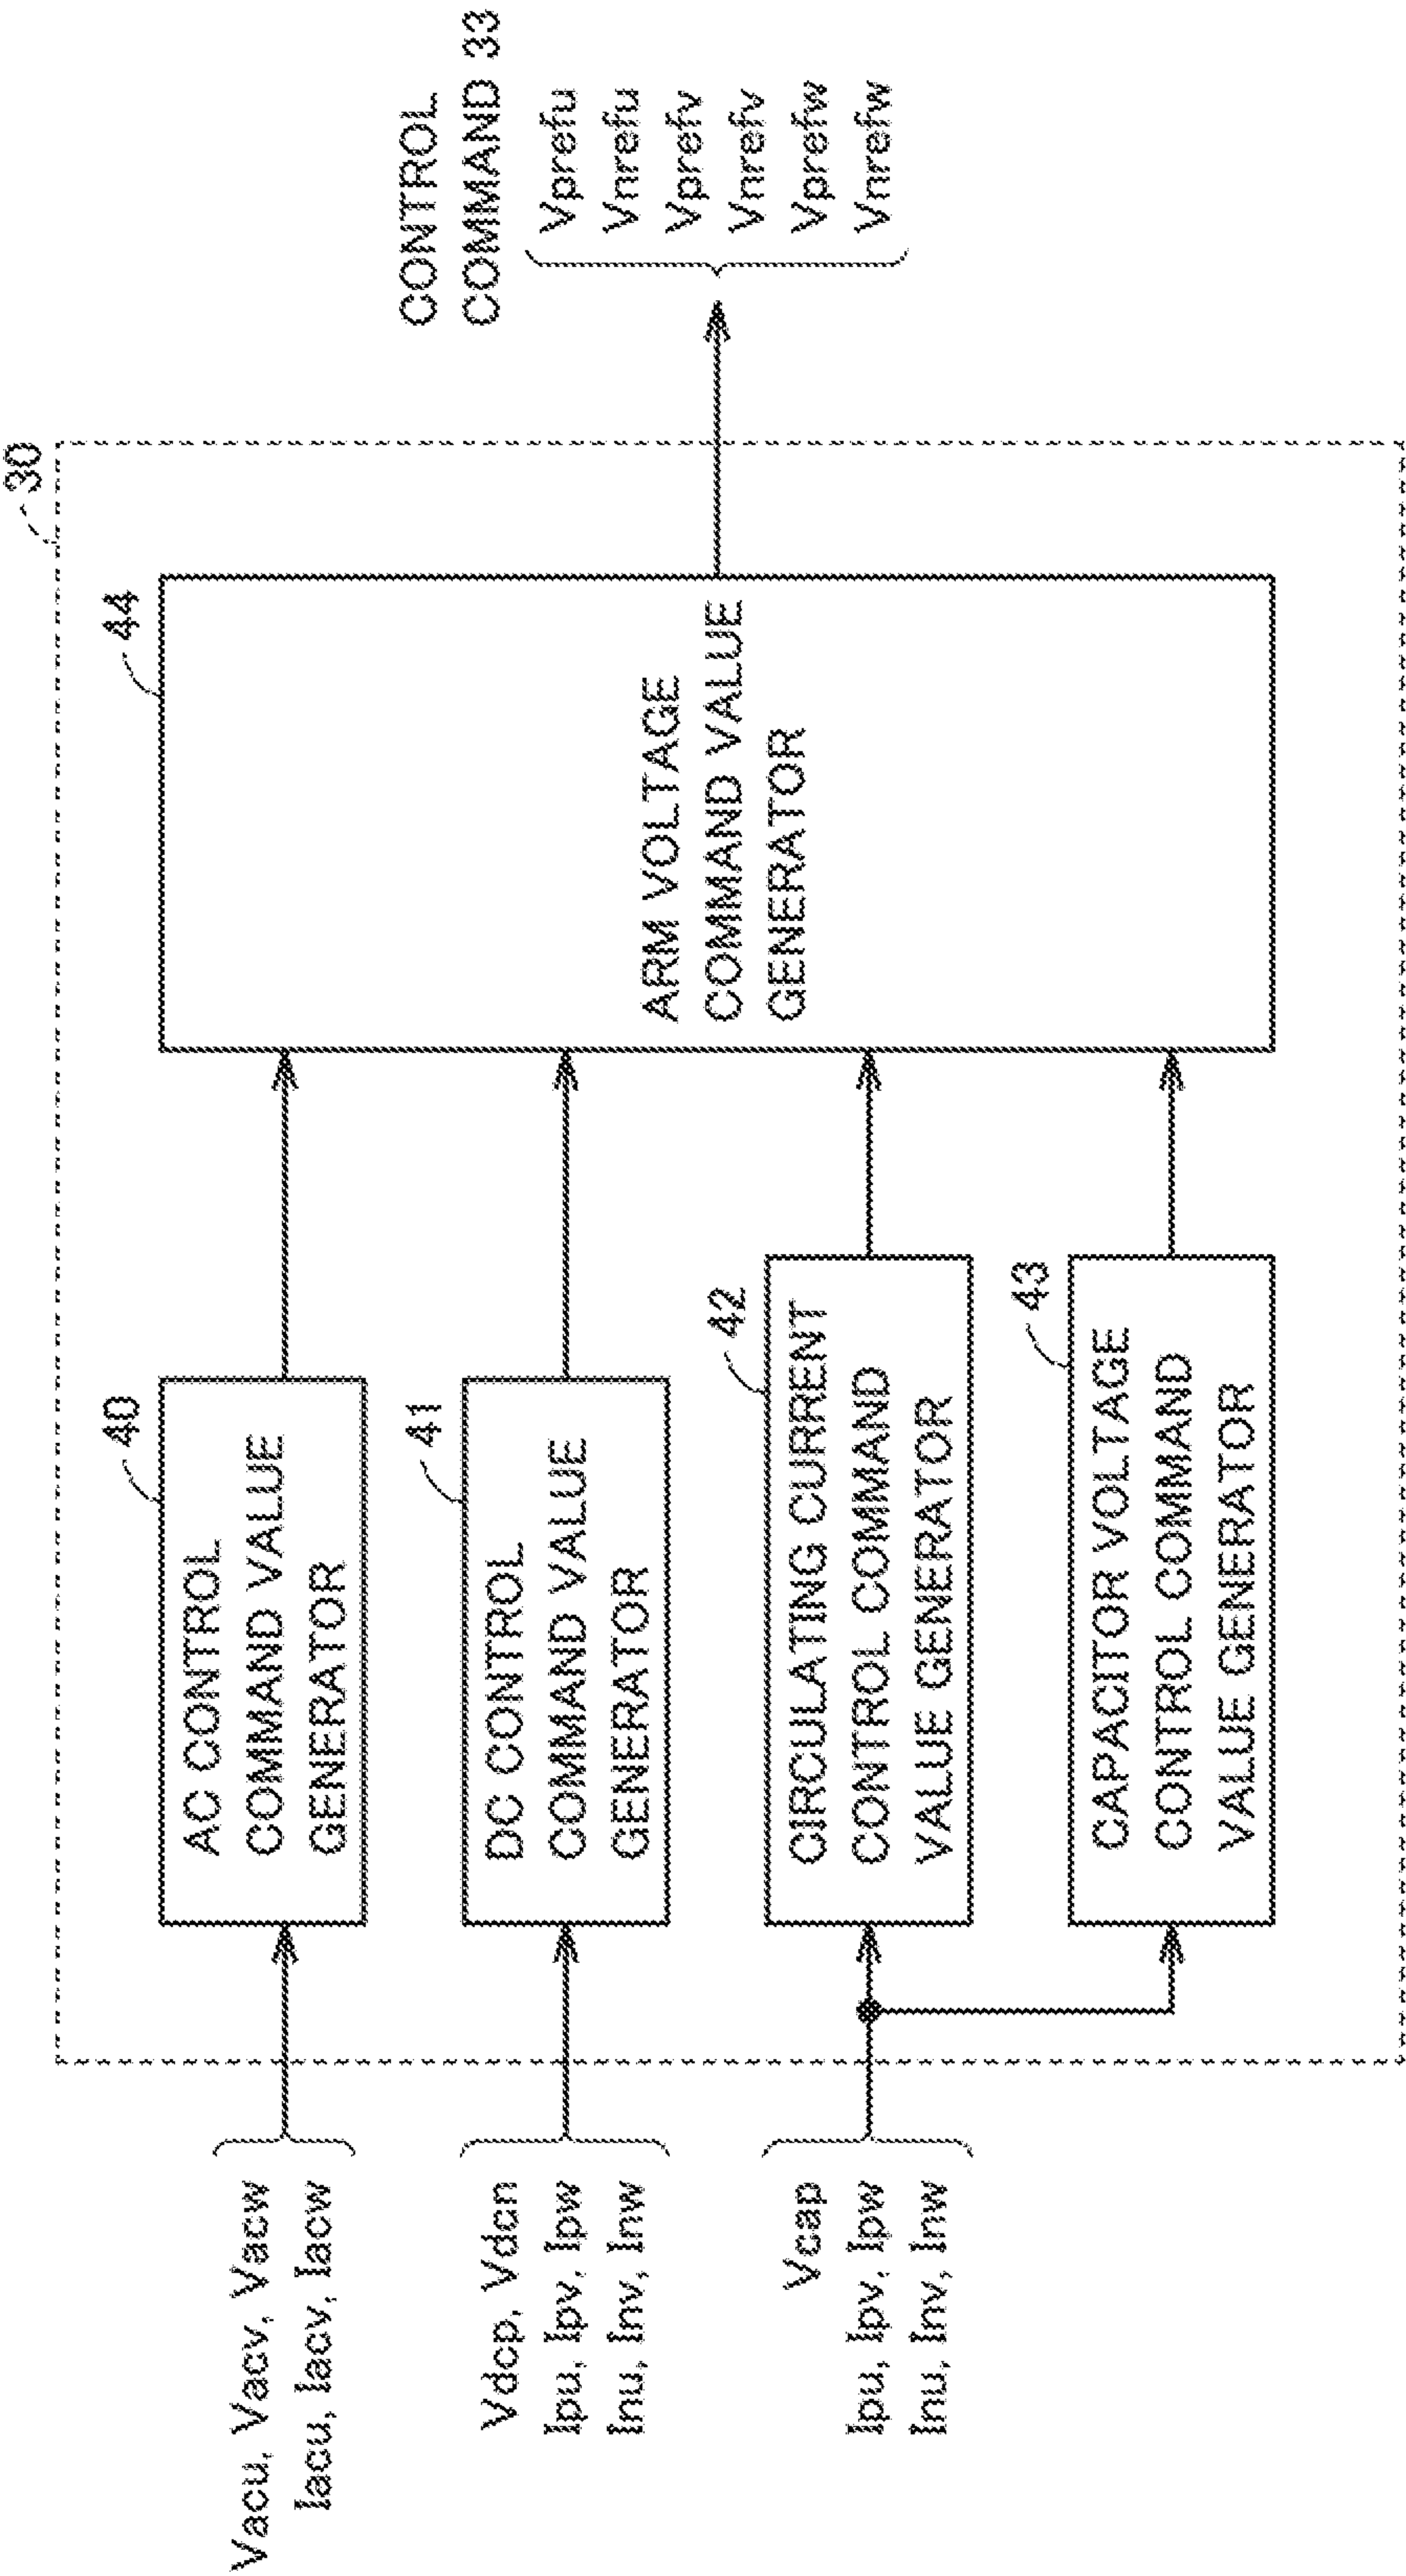 30
Vacu, Vacv, Vacw
Iacu, Iacv, Iacw
40
AC CONTROL
COMMAND VALUE
GENERATOR
Vdcp, Vdcn
Ipu, Ipv, Ipw
Inu, Inv, Inw
41
DC CONTROL
COMMAND VALUE
GENERATOR
Vcap
Ipu, Ipv, Ipw
Inu, Inv, Inw
42
CIRCULATING CURRENT
CONTROL COMMAND
VALUE GENERATOR
43
CAPACITOR VOLTAGE
CONTROL COMMAND
VALUE GENERATOR
44
ARM VOLTAGE
COMMAND VALUE
GENERATOR
CONTROL
COMMAND 33
Vprefu
Vnrefu
Vprefv
Vnrefv
Vprefw
Vnrefw